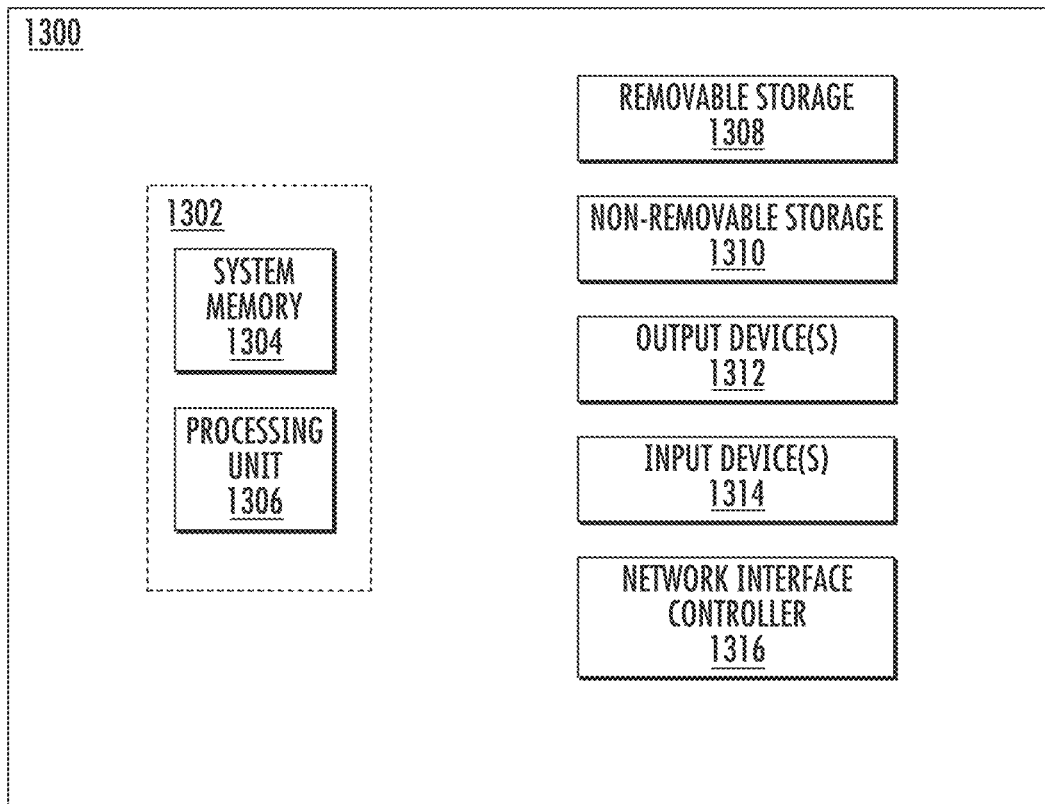 1300
1302
SYSTEM
MEMORY
1304
PROCESSING
UNIT
1306
REMOVABLE STORAGE
1308
NON-REMOVABLE STORAGE
1310
OUTPUT DEVICE(S)
1312
INPUT DEVICE(S)
1314
NETWORK INTERFACE
CONTROLLER
1316